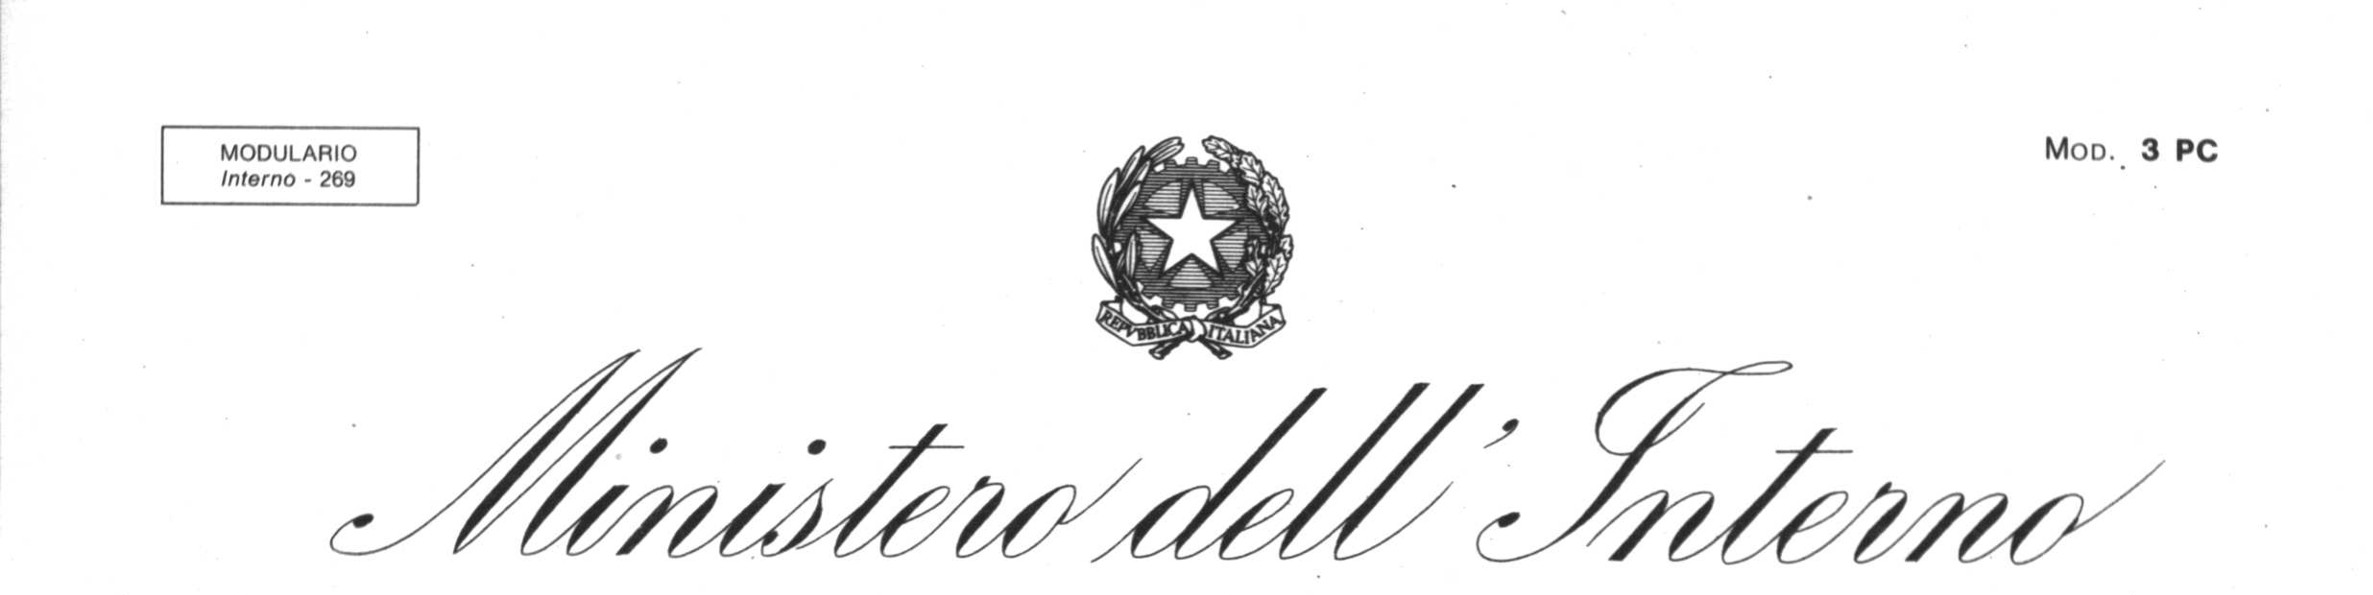 MODULARIO
Interno - 269
MOD. 3 PC
REPVBBLICA ITALIANA
Ministero dell'Interno